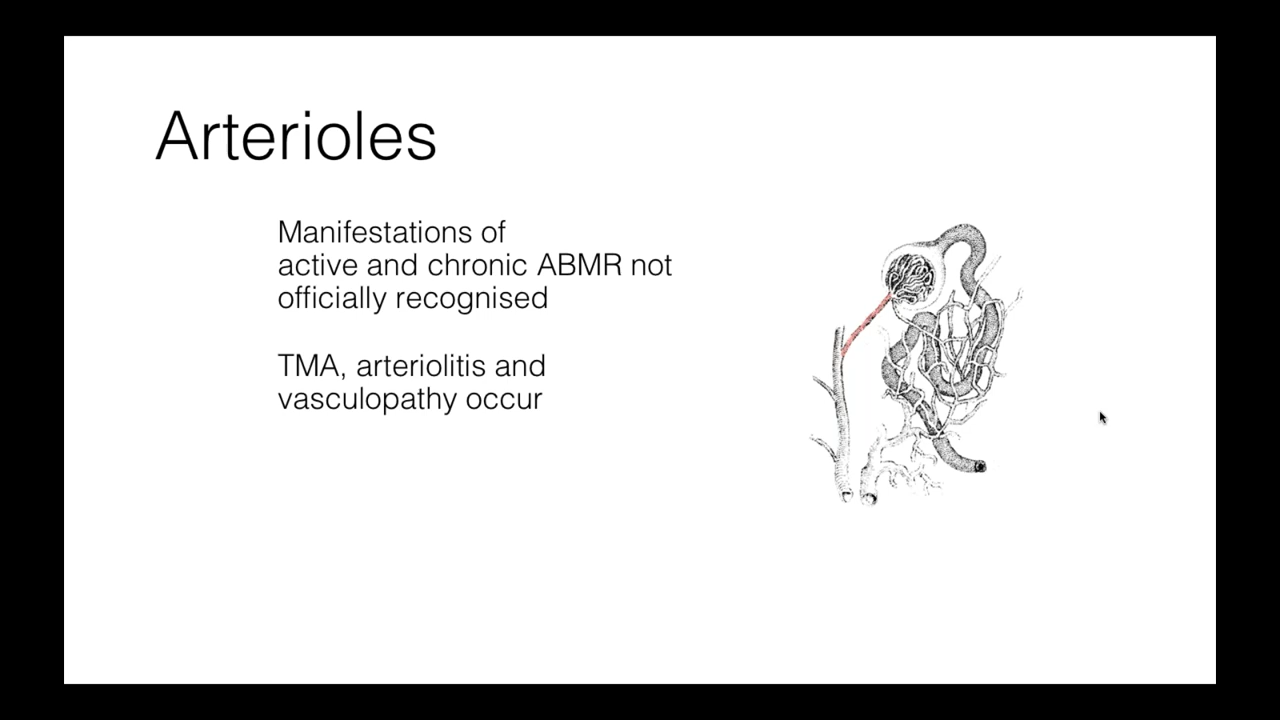 Arterioles
Manifestations of
active and chronic ABMR not
officially recognised
TMA, arteriolitis and
vasculopathy occur